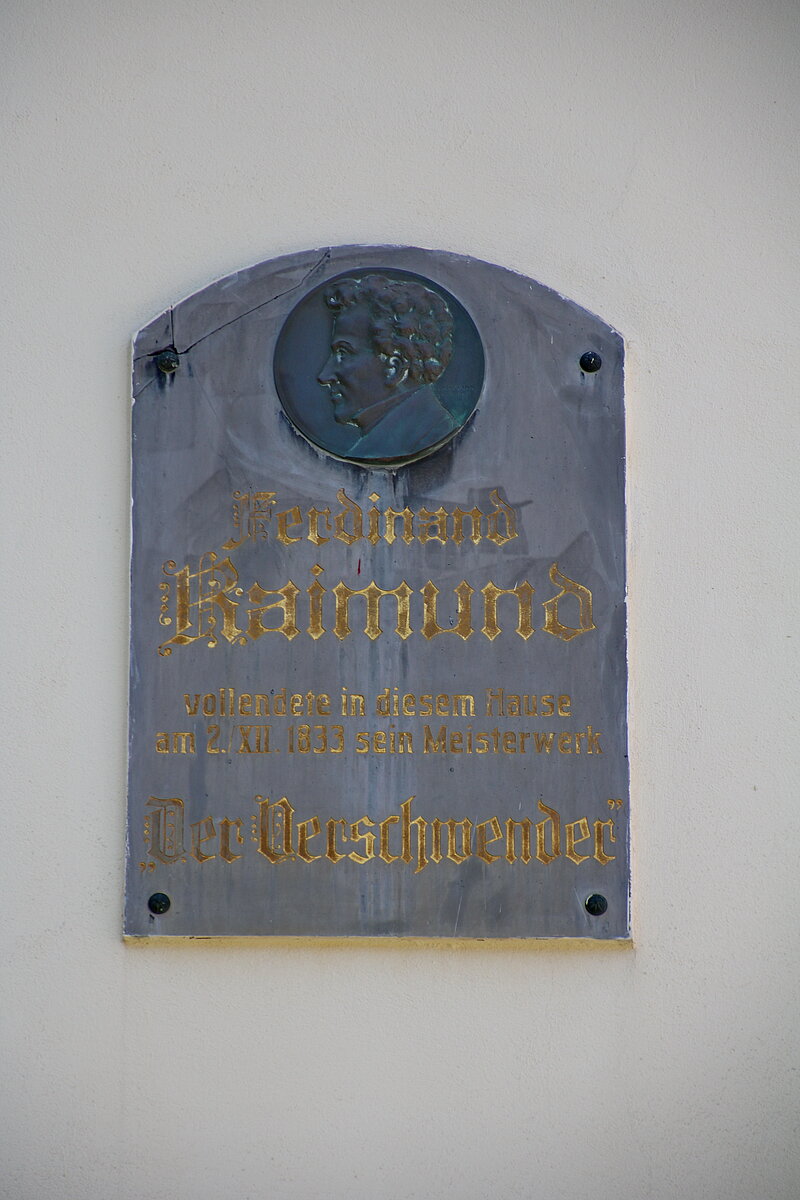 Ferdinand
Raimund
vollendete in diesem Hause
am 2./XII. 1833 sein Meisterwerk
„Der Verschwender”